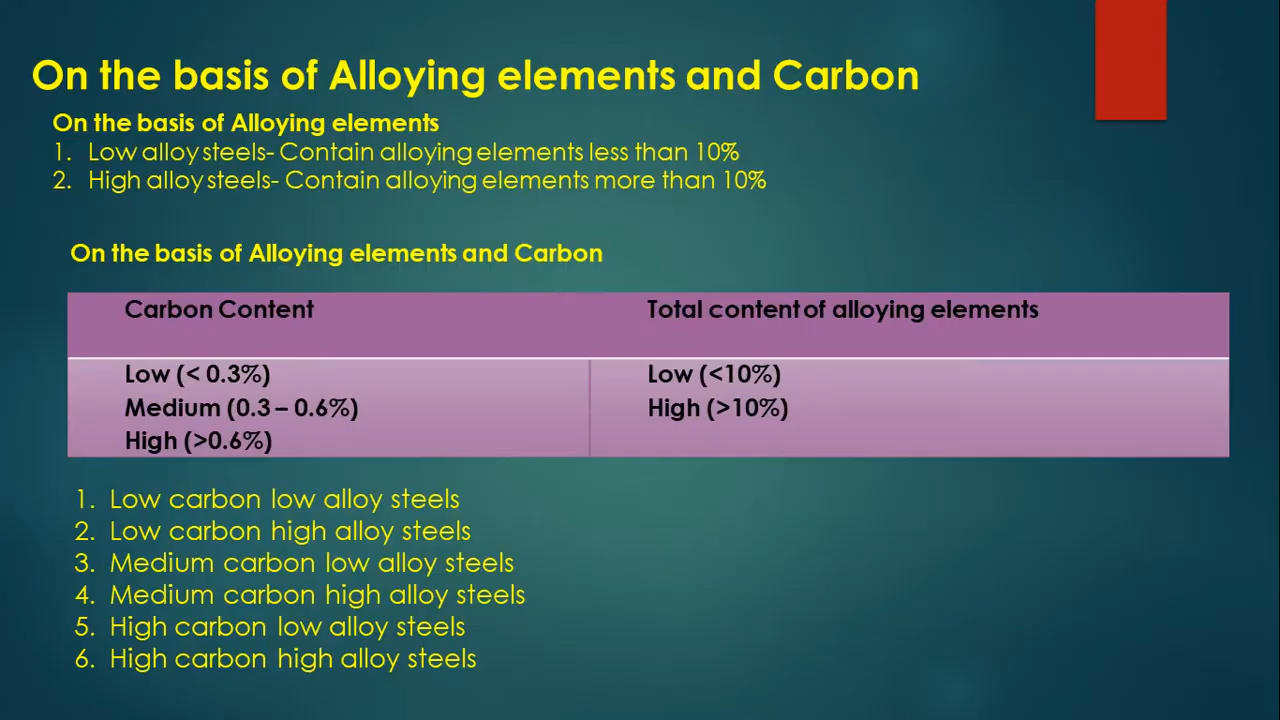 On the basis of Alloying elements and Carbon
On the basis of Alloying elements
1. Low alloy steels- Contain alloying elements less than 10%
2. High alloy steels- Contain alloying elements more than 10%
On the basis of Alloying elements and Carbon
Carbon Content
Total content of alloying elements
Low (< 0.3%)
Medium (0.3 – 0.6%)
High (>0.6%)
Low (<10%)
High (>10%)
1. Low carbon low alloy steels
2. Low carbon high alloy steels
3. Medium carbon low alloy steels
4. Medium carbon high alloy steels
5. High carbon low alloy steels
6. High carbon high alloy steels